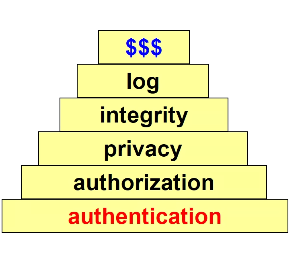 $$$
log
integrity
privacy
authorization
authentication